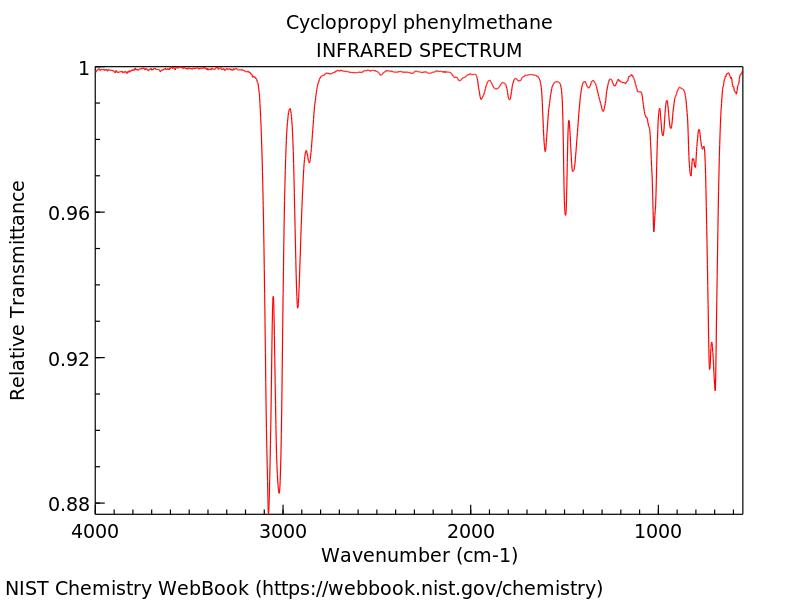 Cyclopropyl phenylmethane
INFRARED SPECTRUM
1
0.96
0.92
0.88
Relative Transmittance
4000 3000 2000 1000
Wavenumber (cm-1)
NIST Chemistry WebBook (https://webbook.nist.gov/chemistry)